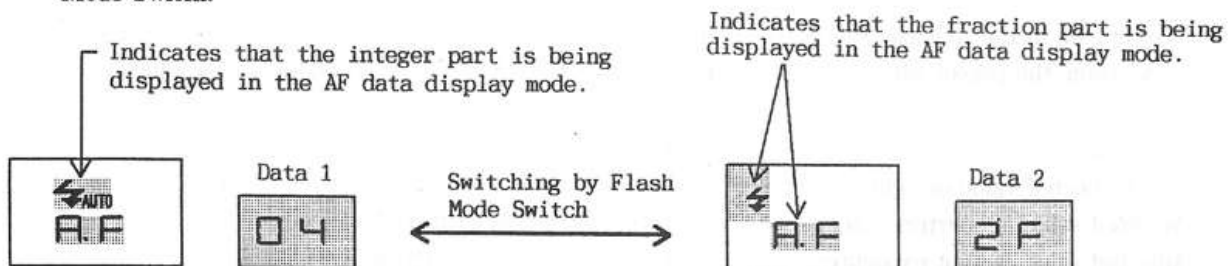 Indicates that the integer part is being
displayed in the AF data display mode.
Indicates that the fraction part is being
displayed in the AF data display mode.
AUTO
A.F
Data 1
04
Switching by Flash
Mode Switch
A.F
Data 2
2F